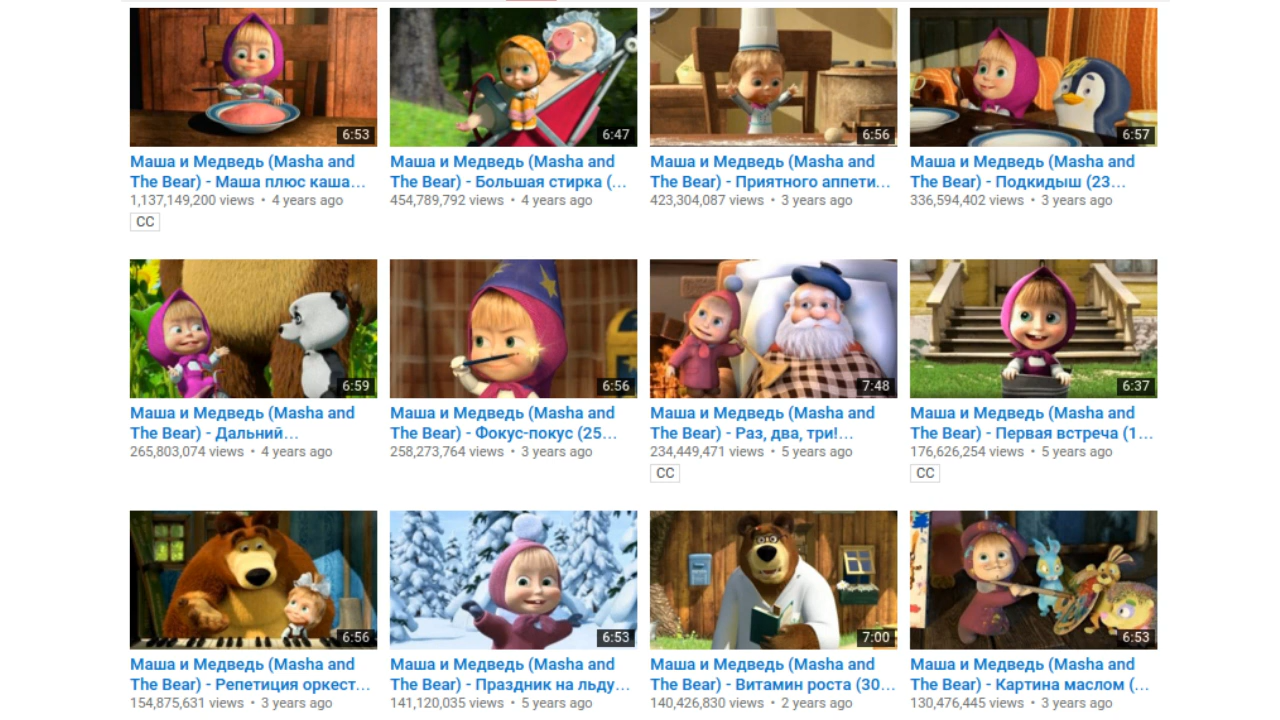 6:53
6:47
6:56
6:57
Маша и Медведь (Masha and
The Bear) - Маша плюс каша...
1,137,149,200 views • 4 years ago
CC
Маша и Медведь (Masha and
The Bear) - Большая стирка (...
454,789,792 views • 4 years ago
Маша и Медведь (Masha and
The Bear) - Приятного аппети...
423,304,087 views • 3 years ago
Маша и Медведь (Masha and
The Bear) - Подкидыш (23...
336,594,402 views • 3 years ago
6:59
6:56
7:48
6:37
Маша и Медведь (Masha and
The Bear) - Дальний...
265,803,074 views • 4 years ago
Маша и Медведь (Masha and
The Bear) - Фокус-покус (25...
258,273,764 views • 3 years ago
Маша и Медведь (Masha and
The Bear) - Раз, два, три!...
234,449,471 views • 5 years ago
CC
Маша и Медведь (Masha and
The Bear) - Первая встреча (1...
176,626,254 views • 5 years ago
CC
6:56
6:53
7:00
6:53
Маша и Медведь (Masha and
The Bear) - Репетиция оркест...
154,875,631 views • 3 years ago
Маша и Медведь (Masha and
The Bear) - Праздник на льду...
141,120,035 views • 5 years ago
Маша и Медведь (Masha and
The Bear) - Витамин роста (30...
140,426,830 views • 2 years ago
Маша и Медведь (Masha and
The Bear) - Картина маслом (...
130,476,445 views • 3 years ago